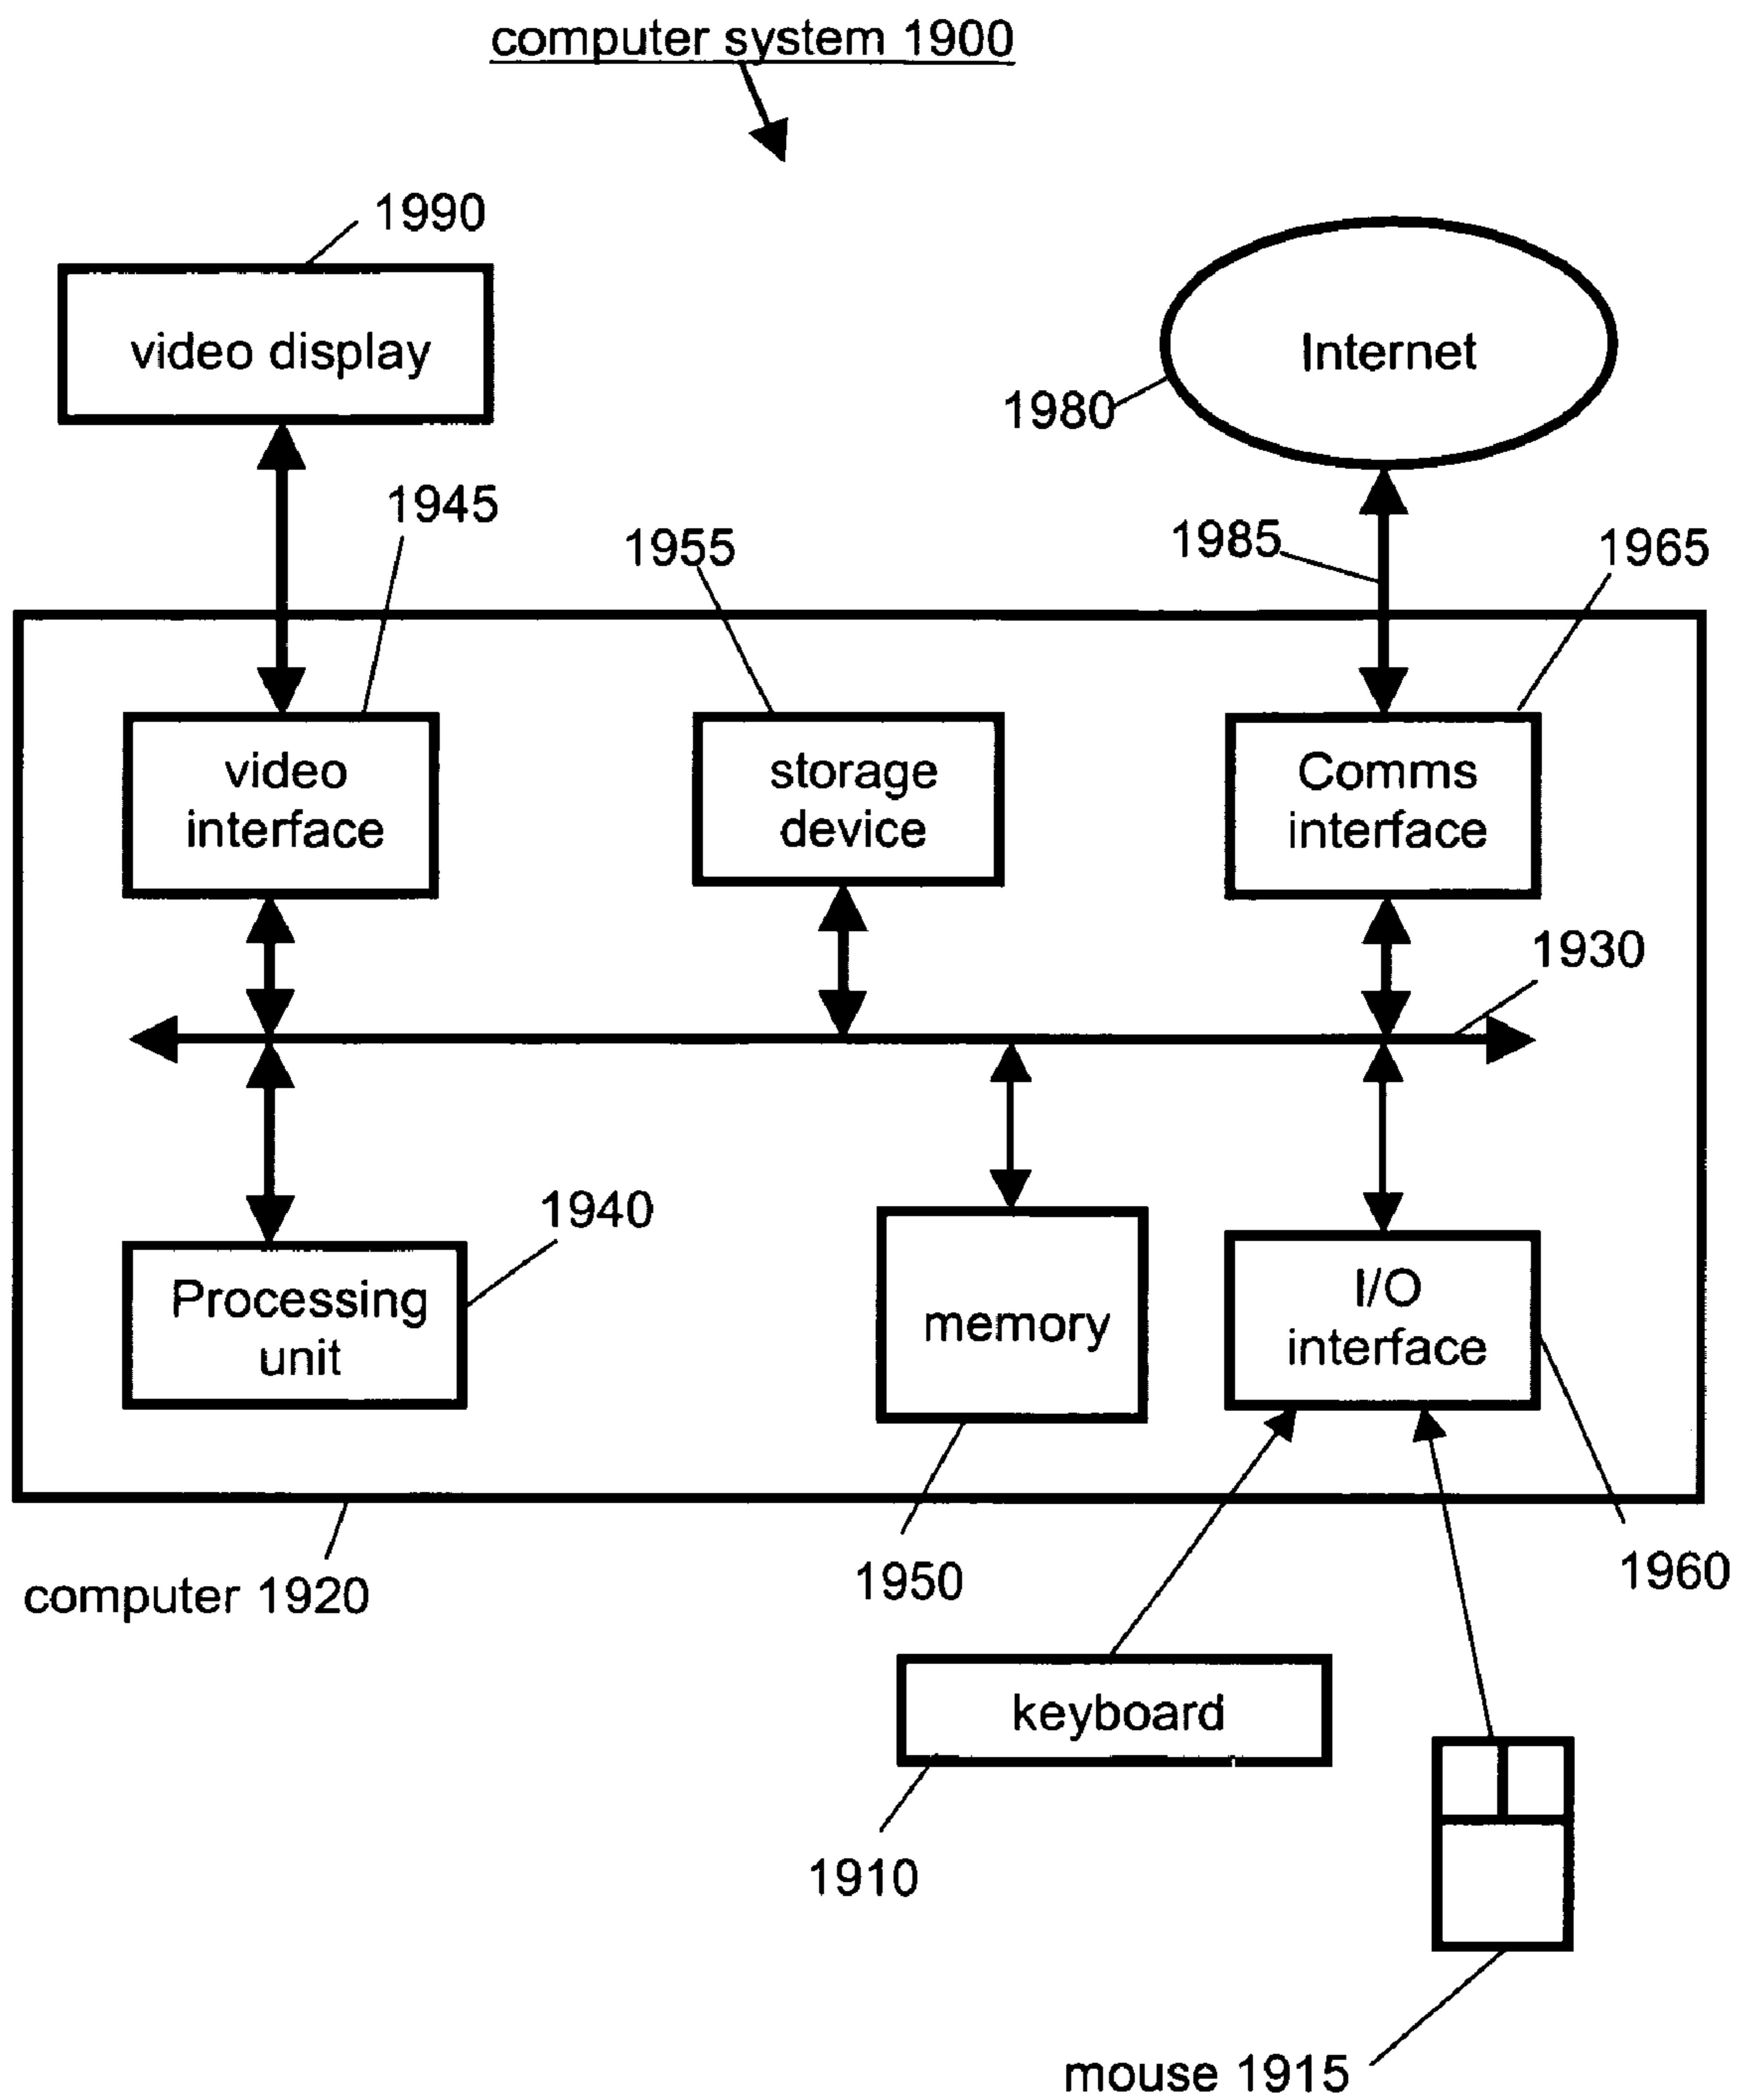 computer system 1900
1990
video display
Internet
1980
1945
1955
1985
1965
video
interface
storage
device
Comms
interface
1930
1940
Processing
unit
memory
I/O
interface
computer 1920
1950
1960
keyboard
1910
mouse 1915